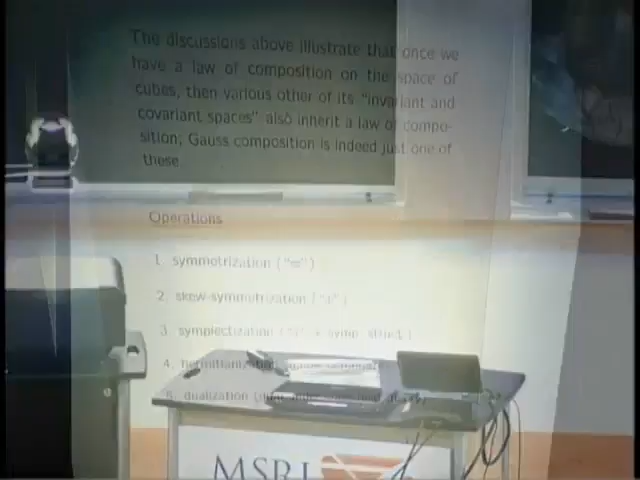 The discussions above illustrate that once we
have a law of composition on the space of
cubes, then various other of its "invariant and
covariant spaces" also inherit a law of compo-
sition; Gauss composition is indeed just one of
these.
Operations
1. symmetrization ("
2. skew-symmetrization ("
3. symplectization (
4. hermitianization
5. dualization
MSRI